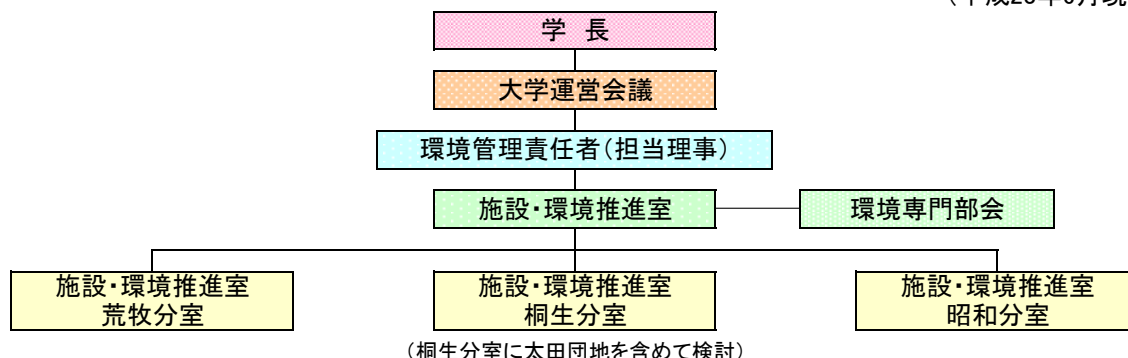 学 長
大学運営会議
環境管理責任者(担当理事)
施設・環境推進室
環境専門部会
施設・環境推進室
荒牧分室
施設・環境推進室
桐生分室
施設・環境推進室
昭和分室
(桐生分室に太田団地を含めて検討)